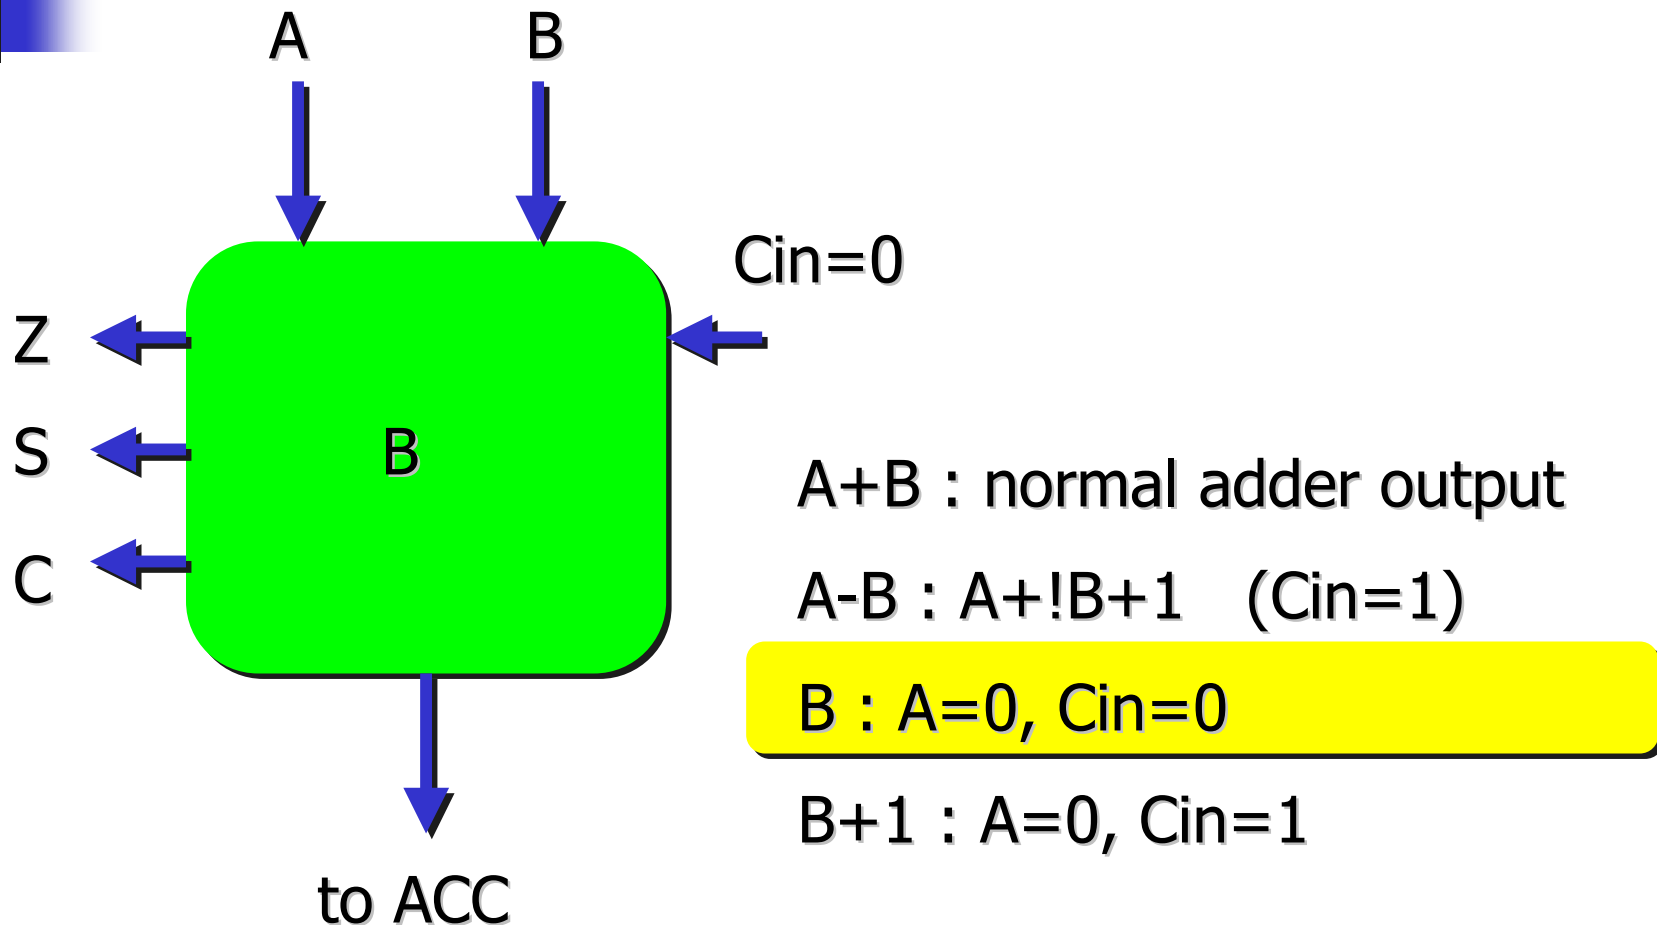 A B
Cin=0
Z
S
B
C
A+B : normal adder output
A-B : A+!B+1 (Cin=1)
B : A=0, Cin=0
B+1 : A=0, Cin=1
to ACC